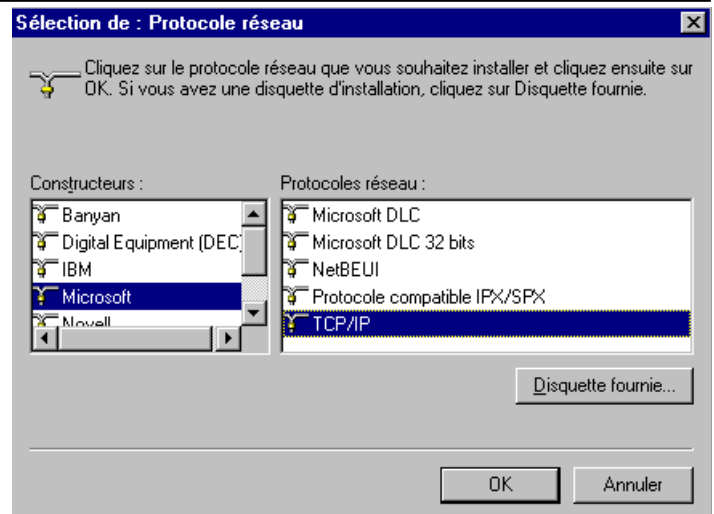 Sélection de : Protocole réseau
Cliquez sur le protocole réseau que vous souhaitez installer et cliquez ensuite sur
OK. Si vous avez une disquette d'installation, cliquez sur Disquette fournie.
Constructeurs :
Banyan
Digital Equipment (DEC)
IBM
Microsoft
Novell
Protocoles réseau :
Microsoft DLC
Microsoft DLC 32 bits
NetBEUI
Protocole compatible IPX/SPX
TCP/IP
Disquette fournie...
OK
Annuler